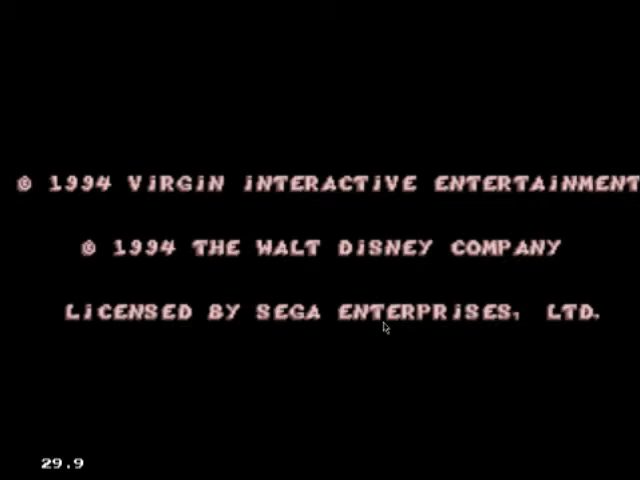 © 1994 ViRGiN iNTERACTiVE ENTERTAiNMENT
© 1994 THE WALT DiSNEY COMPANY
LiCENSED BY SEGA ENTERPRiSES, LTD.
29.9